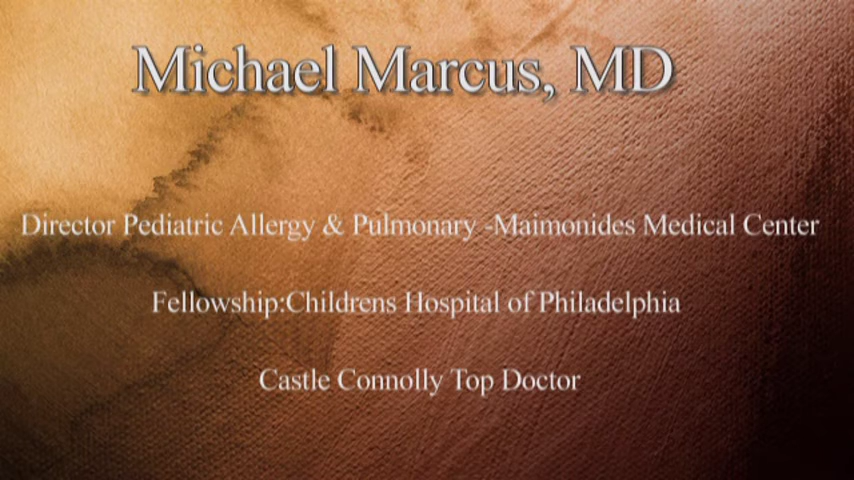 Michael Marcus, MD
Director Pediatric Allergy & Pulmonary -Maimonides Medical Center
Fellowship:Childrens Hospital of Philadelphia
Castle Connolly Top Doctor